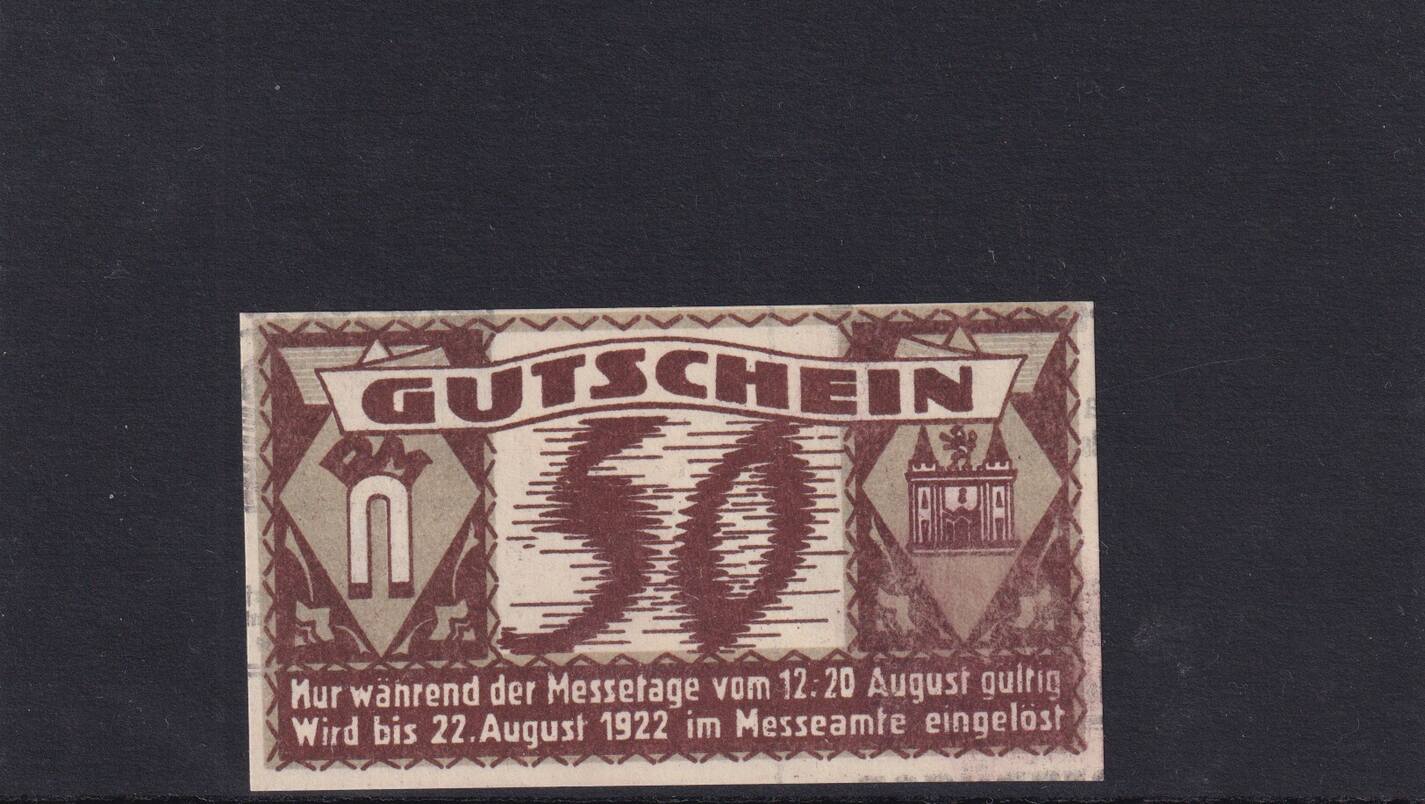 GUTSCHEIN
DM
50
Nur während der Messetage vom 12.-20 August gültig
Wird bis 22. August 1922 im Messeamte eingelöst